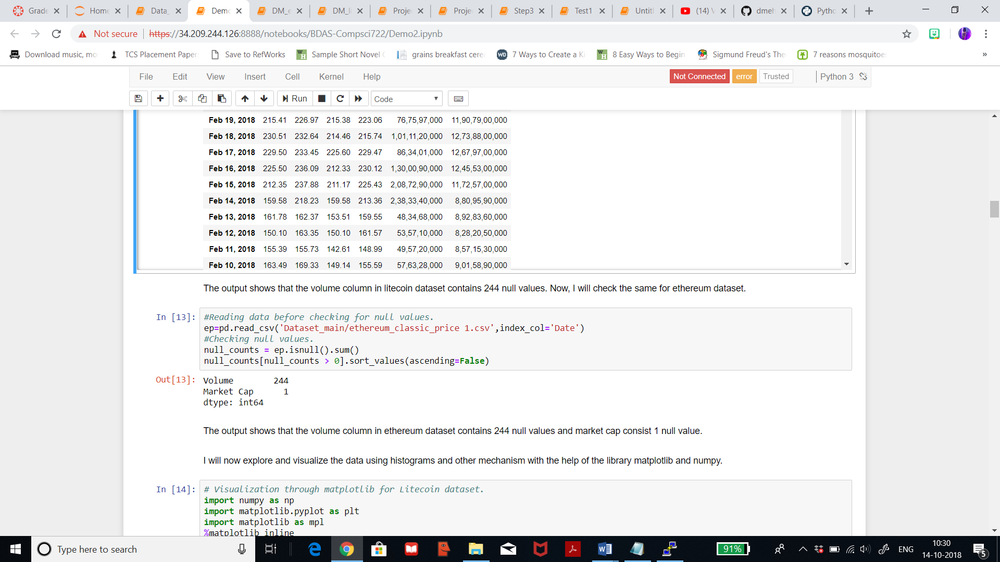 Grade Home Data_ Demo DM_e DM_li Projec Projec Step3 Test1 Untitl (14) V dmeh Pytho
Not secure https://34.209.244.126:8888/notebooks/BDAS-Compsci722/Demo2.ipynb
Download music, mo TCS Placement Paper Save to RefWorks Sample Short Novel grains breakfast cere WD 7 Ways to Create a Ki 8 Easy Ways to Begin Sigmund Freud's The 7 reasons mosquitoe »
File Edit View Insert Cell Kernel Help Not Connected error Trusted Python 3
Run Code
Feb 19, 2018 215.41 226.97 215.38 223.06 76,75,97,000 11,90,79,00,000
Feb 18, 2018 230.51 232.64 214.46 215.74 1,01,11,20,000 12,73,88,00,000
Feb 17, 2018 229.50 233.45 225.60 229.47 86,34,01,000 12,67,97,00,000
Feb 16, 2018 225.50 236.09 212.33 230.12 1,30,00,90,000 12,45,53,00,000
Feb 15, 2018 212.35 237.88 211.17 225.43 2,08,72,90,000 11,72,57,00,000
Feb 14, 2018 159.58 218.23 159.58 213.36 2,38,33,40,000 8,80,95,90,000
Feb 13, 2018 161.78 162.37 153.51 159.55 48,34,68,000 8,92,83,60,000
Feb 12, 2018 150.10 163.35 150.10 161.57 53,57,10,000 8,28,20,50,000
Feb 11, 2018 155.39 155.73 142.61 148.99 49,57,20,000 8,57,15,30,000
Feb 10, 2018 163.49 169.33 149.14 155.59 57,63,28,000 9,01,58,90,000
The output shows that the volume column in litecoin dataset contains 244 null values. Now, I will check the same for ethereum dataset.
In [13]: #Reading data before checking for null values.
ep=pd.read_csv('Dataset_main/ethereum_classic_price 1.csv',index_col='Date')
#Checking null values.
null_counts = ep.isnull().sum()
null_counts[null_counts > 0].sort_values(ascending=False)
Out[13]: Volume 244
Market Cap 1
dtype: int64
The output shows that the volume column in ethereum dataset contains 244 null values and market cap consist 1 null value.
I will now explore and visualize the data using histograms and other mechanism with the help of the library matplotlib and numpy.
In [14]: # Visualization through matplotlib for Litecoin dataset.
import numpy as np
import matplotlib.pyplot as plt
import matplotlib as mpl
%matplotlib inline
Type here to search 91% ENG 10:30
14-10-2018 5